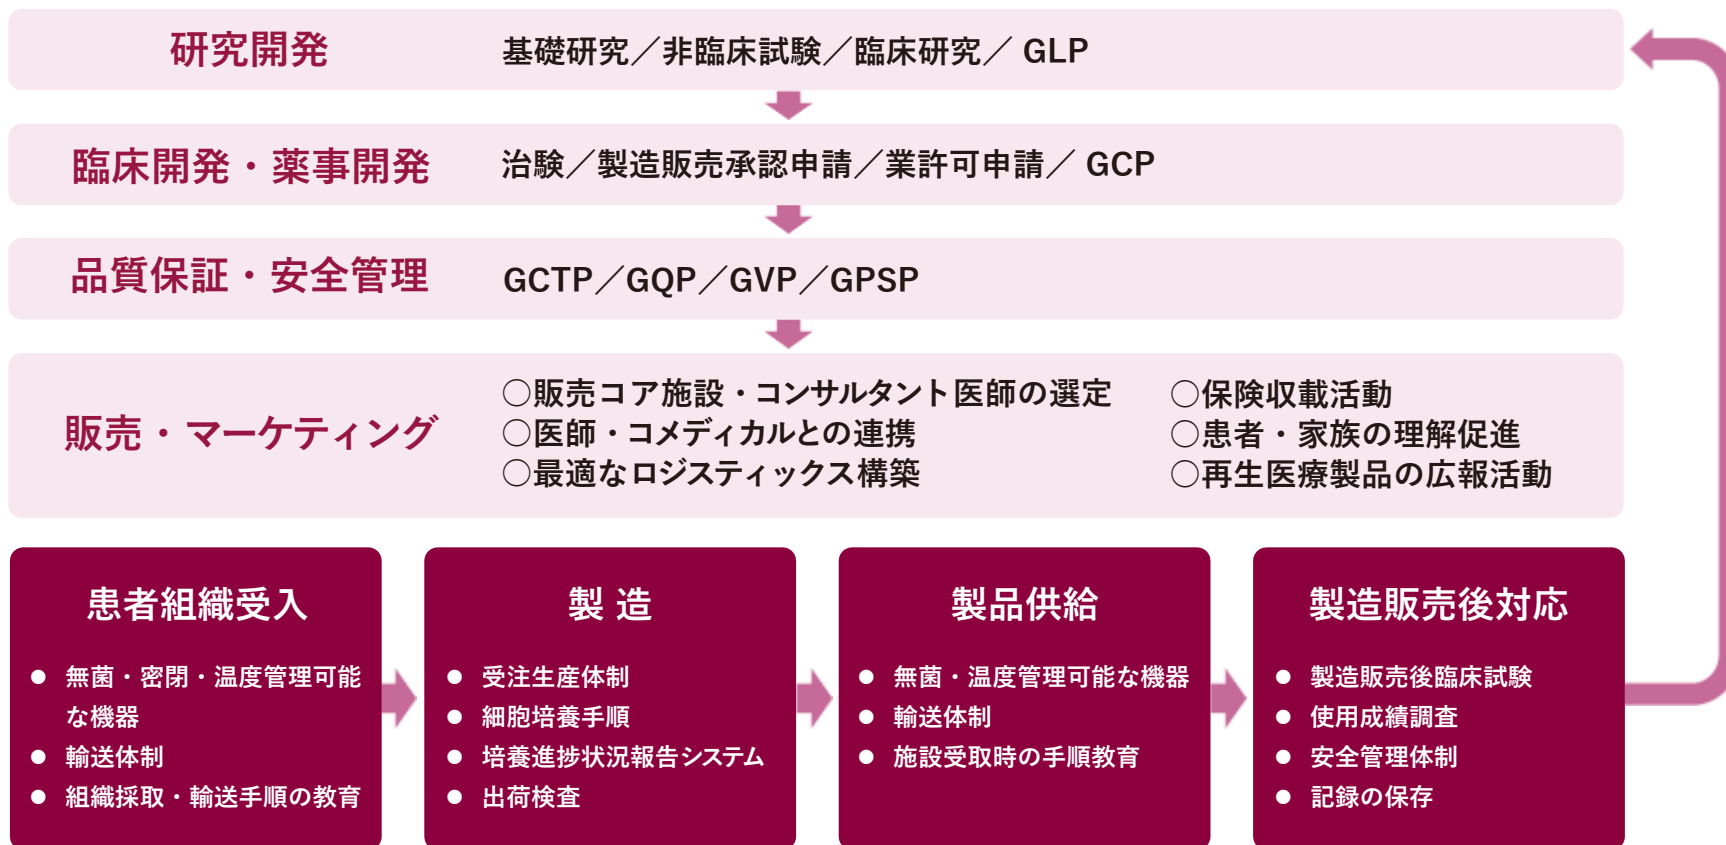 研究開発 基礎研究／非臨床試験／臨床研究／ GLP
臨床開発・薬事開発 治験／製造販売承認申請／業許可申請／ GCP
品質保証・安全管理 GCTP／GQP／GVP／GPSP
販売・マーケティング
○販売コア施設・コンサルタント医師の選定
○医師・コメディカルとの連携
○最適なロジスティックス構築
○保険収載活動
○患者・家族の理解促進
○再生医療製品の広報活動
患者組織受入
● 無菌・密閉・温度管理可能
な機器
● 輸送体制
● 組織採取・輸送手順の教育
製 造
● 受注生産体制
● 細胞培養手順
● 培養進捗状況報告システム
● 出荷検査
製品供給
● 無菌・温度管理可能な機器
● 輸送体制
● 施設受取時の手順教育
製造販売後対応
● 製造販売後臨床試験
● 使用成績調査
● 安全管理体制
● 記録の保存